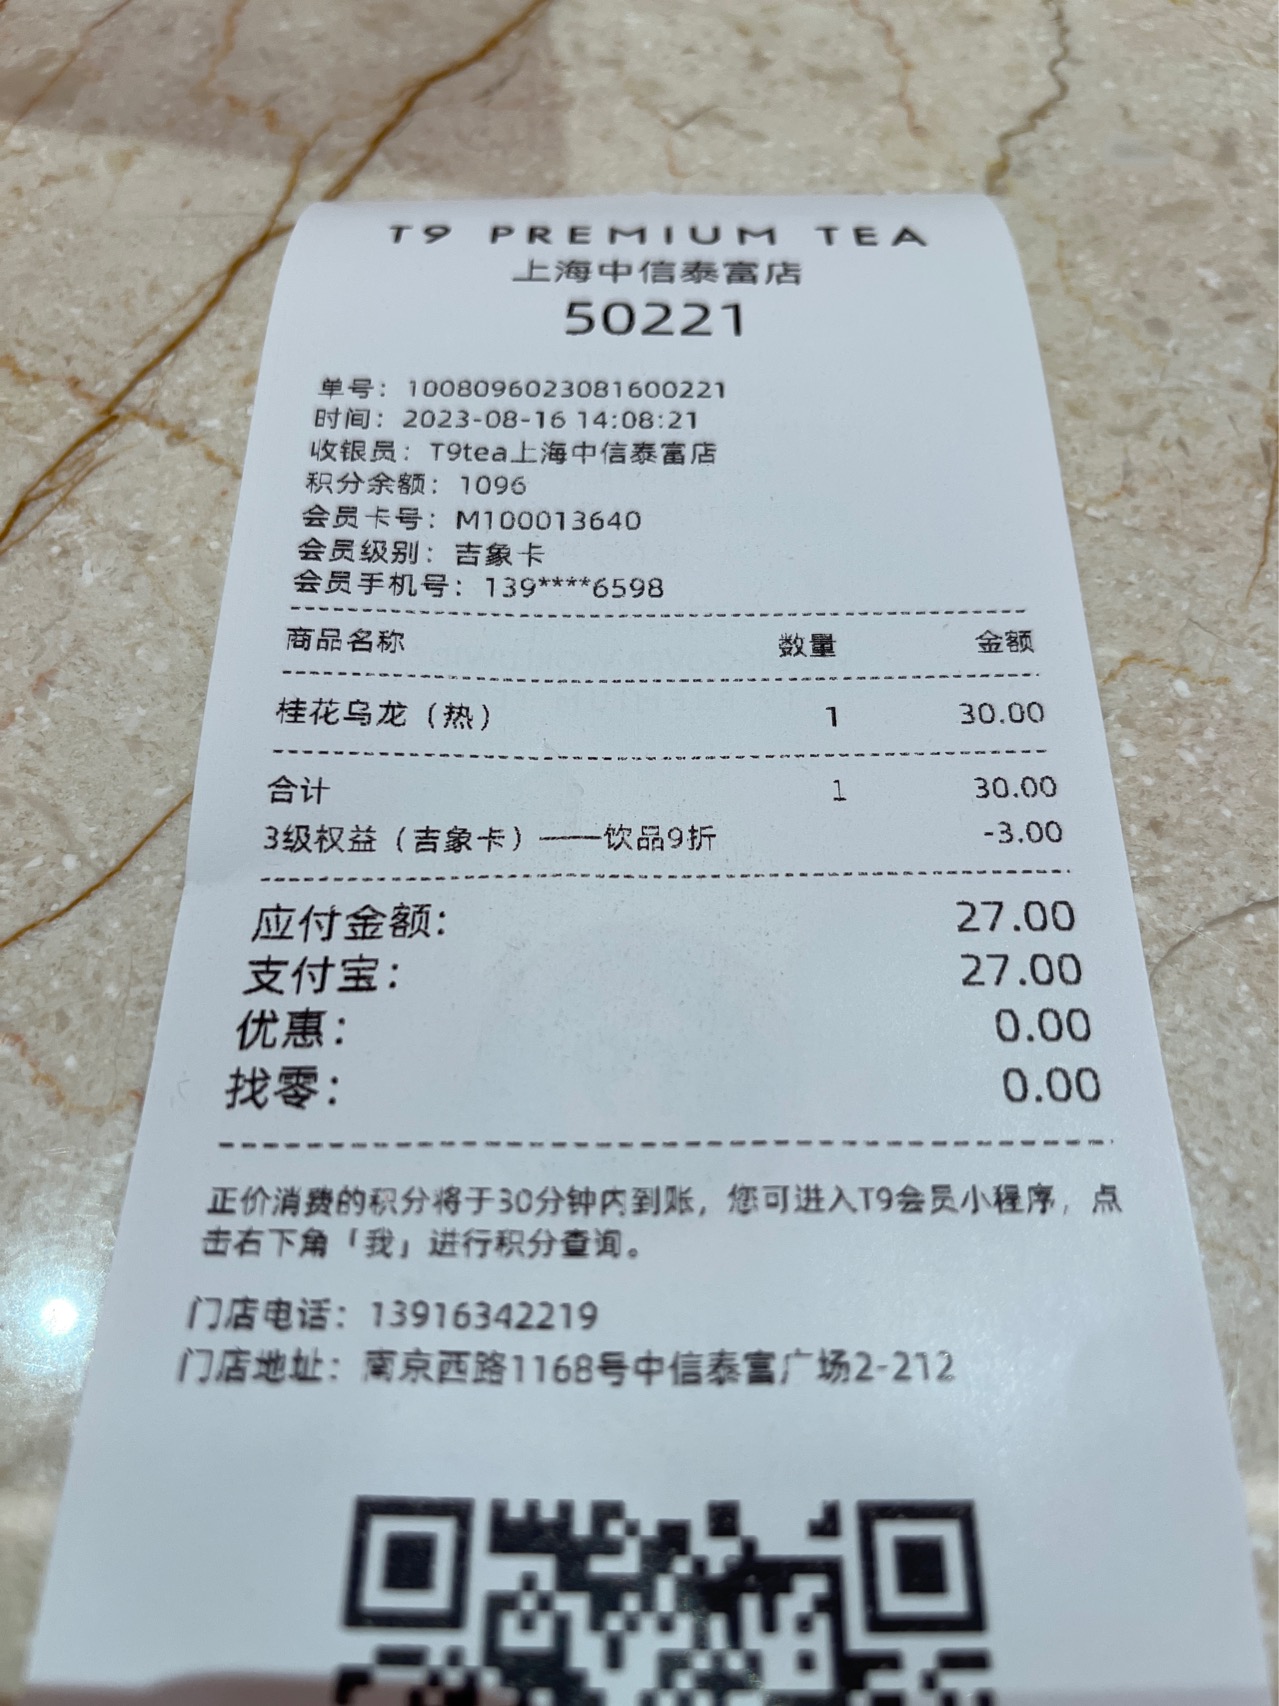 T9 PREMIUM TEA
上海中信泰富店
50221
单号：1008096023081600221
时间：2023-08-16 14:08:21
收银员：T9tea上海中信泰富店
积分余额：1096
会员卡号：M100013640
会员级别：吉象卡
会员手机号：139****6598
商品名称 数量 金额
桂花乌龙（热） 1 30.00
合计 1 30.00
3级权益（吉象卡）——饮品9折 -3.00
应付金额: 27.00
支付宝: 27.00
优惠: 0.00
找零: 0.00
正价消费的积分将于30分钟内到账，您可进入T9会员小程序，点
击右下角「我」进行积分查询。
门店电话：13916342219
门店地址：南京西路1168号中信泰富广场2-212